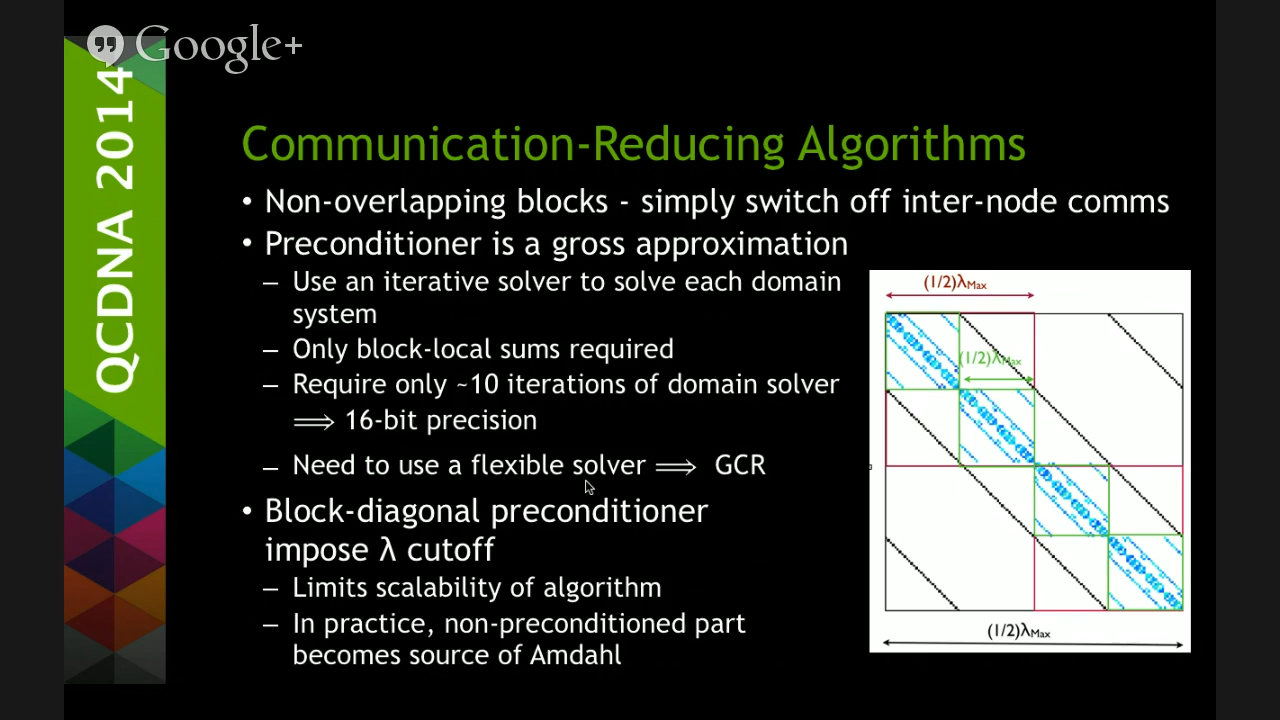 Google+
QCDNA 2014
Communication-Reducing Algorithms
• Non-overlapping blocks - simply switch off inter-node comms
• Preconditioner is a gross approximation
– Use an iterative solver to solve each domain
system
– Only block-local sums required
– Require only ~10 iterations of domain solver
⟹ 16-bit precision
– Need to use a flexible solver ⟹ GCR
• Block-diagonal preconditioner
impose λ cutoff
– Limits scalability of algorithm
– In practice, non-preconditioned part
becomes source of Amdahl
(1/2)λMax
(1/2)λMax
(1/2)λMax